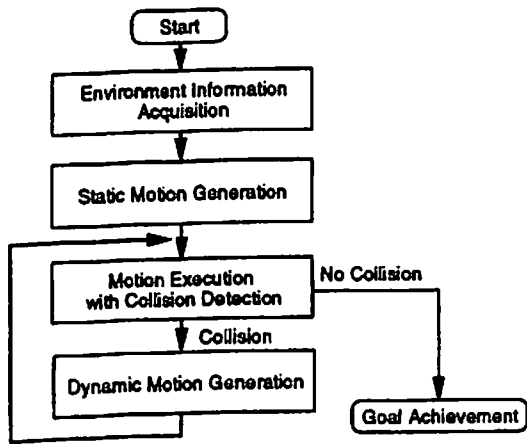 Start
Environment Information
Acquisition
Static Motion Generation
Motion Execution
with Collision Detection
No Collision
Collision
Dynamic Motion Generation
Goal Achievement